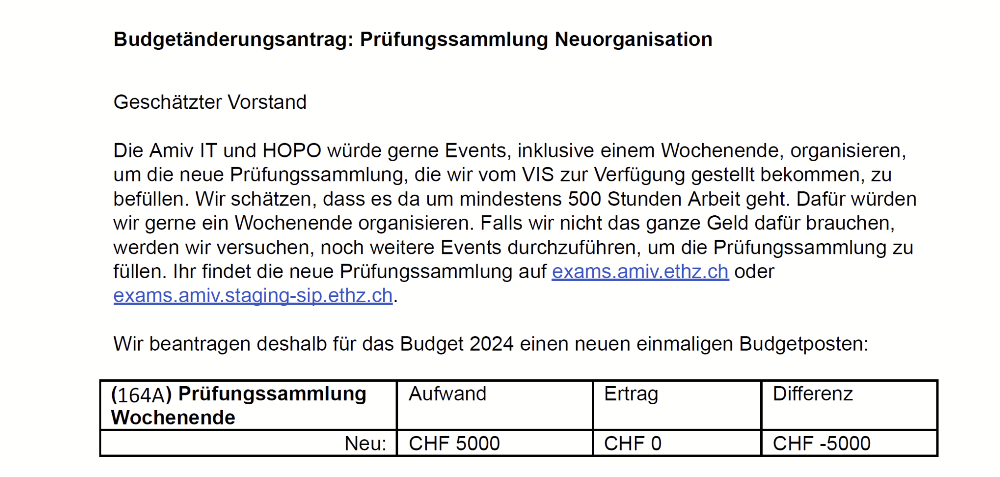 Budgetänderungsantrag: Prüfungssammlung Neuorganisation
Geschätzter Vorstand
Die Amiv IT und HOPO würde gerne Events, inklusive einem Wochenende, organisieren,
um die neue Prüfungssammlung, die wir vom VIS zur Verfügung gestellt bekommen, zu
befüllen. Wir schätzen, dass es da um mindestens 500 Stunden Arbeit geht. Dafür würden
wir gerne ein Wochenende organisieren. Falls wir nicht das ganze Geld dafür brauchen,
werden wir versuchen, noch weitere Events durchzuführen, um die Prüfungssammlung zu
füllen. Ihr findet die neue Prüfungssammlung auf exams.amiv.ethz.ch oder
exams.amiv.staging-sip.ethz.ch.
Wir beantragen deshalb für das Budget 2024 einen neuen einmaligen Budgetposten:
(164A) Prüfungssammlung Wochenende Aufwand Ertrag Differenz
Neu: CHF 5000 CHF 0 CHF -5000